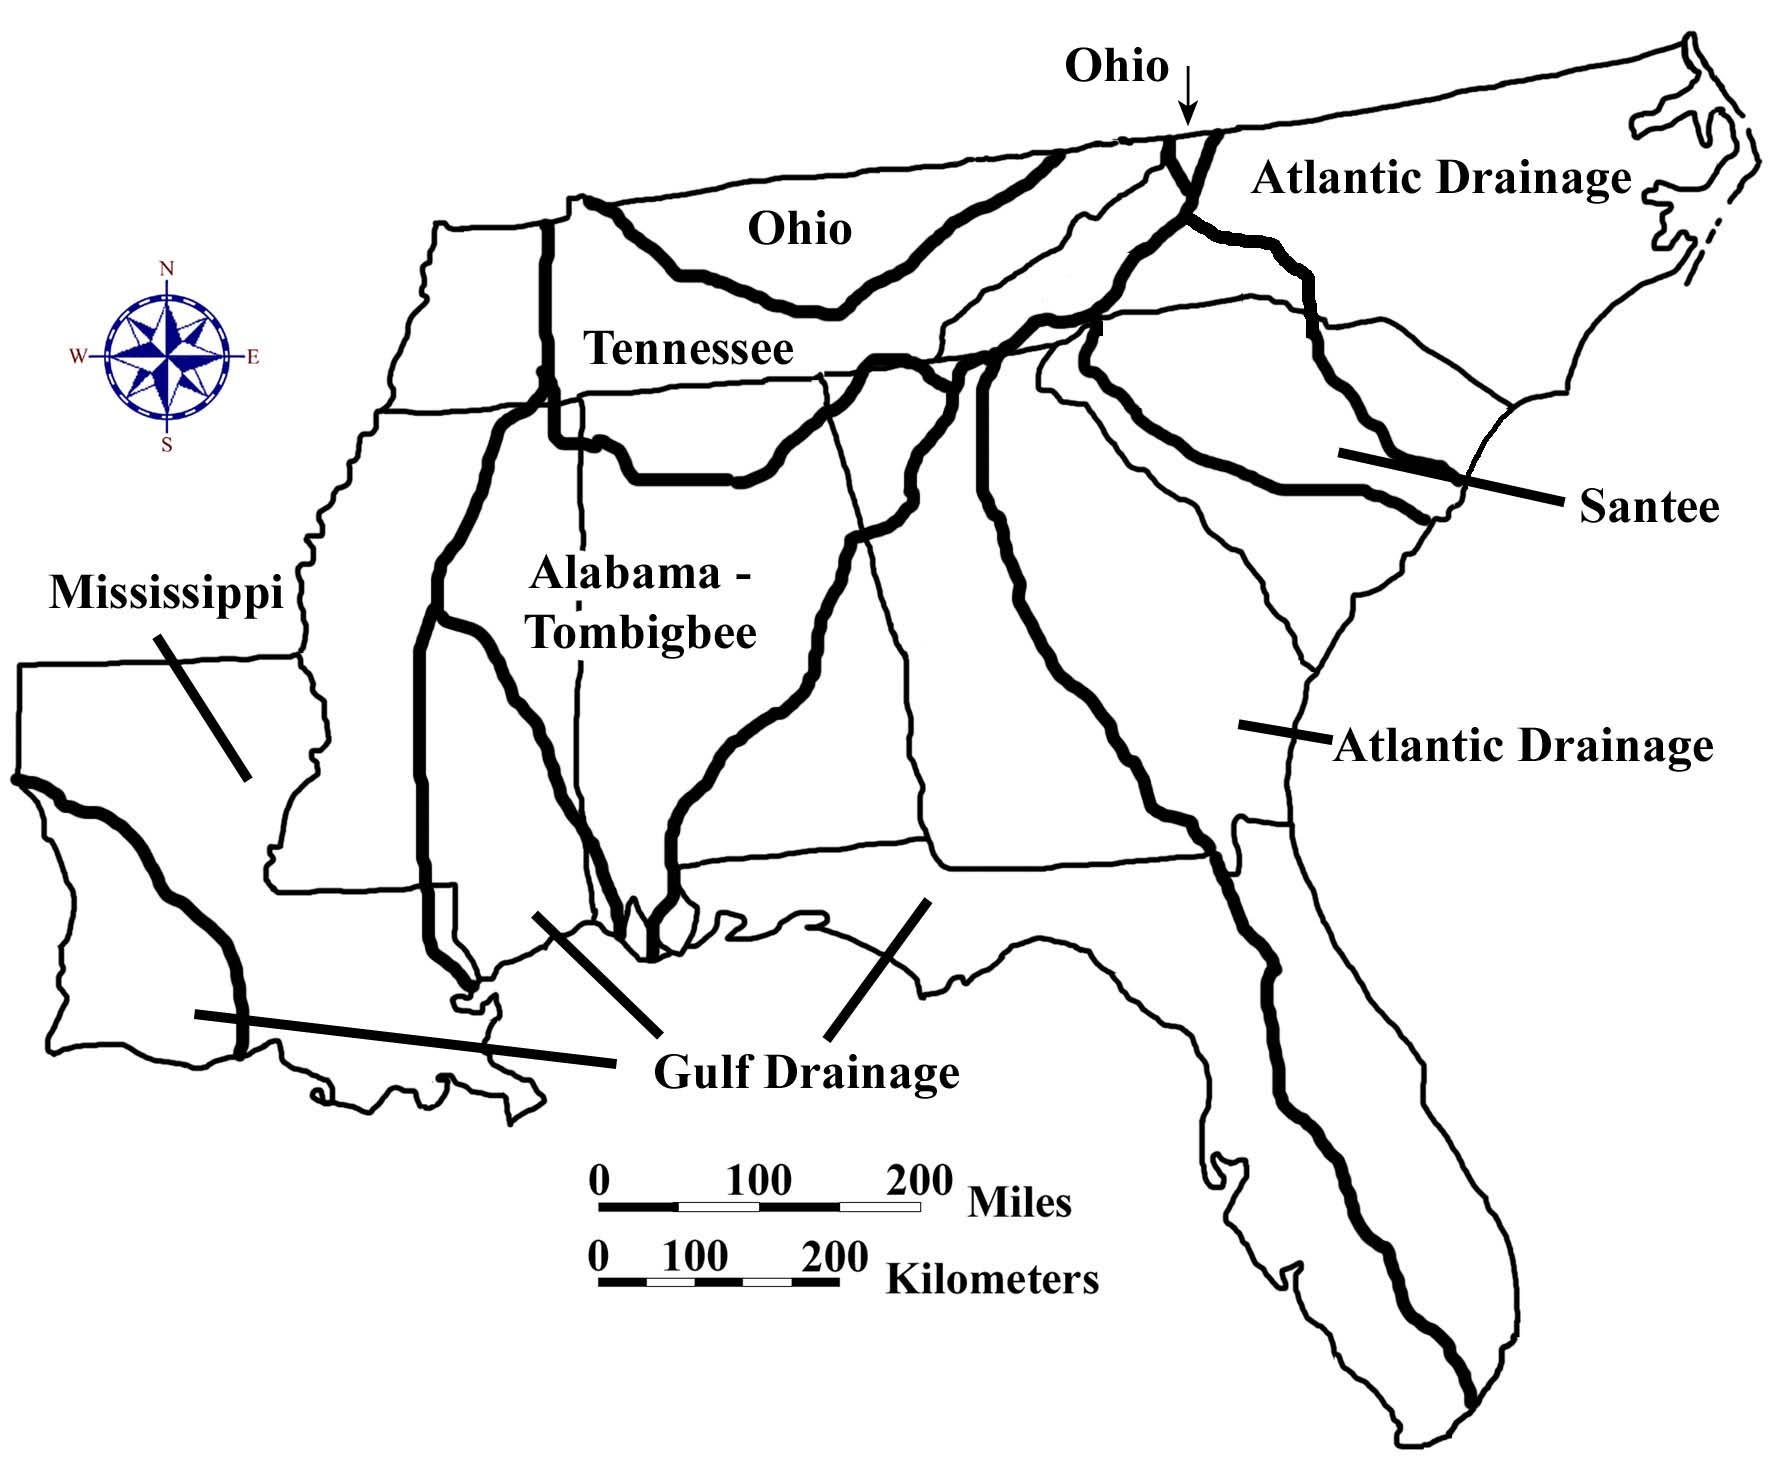 Ohio
Atlantic Drainage
Ohio
N
W
E
S
Tennessee
Santee
Alabama -
Tombigbee
Mississippi
Atlantic Drainage
Gulf Drainage
0 100 200
Miles
0 100 200
Kilometers